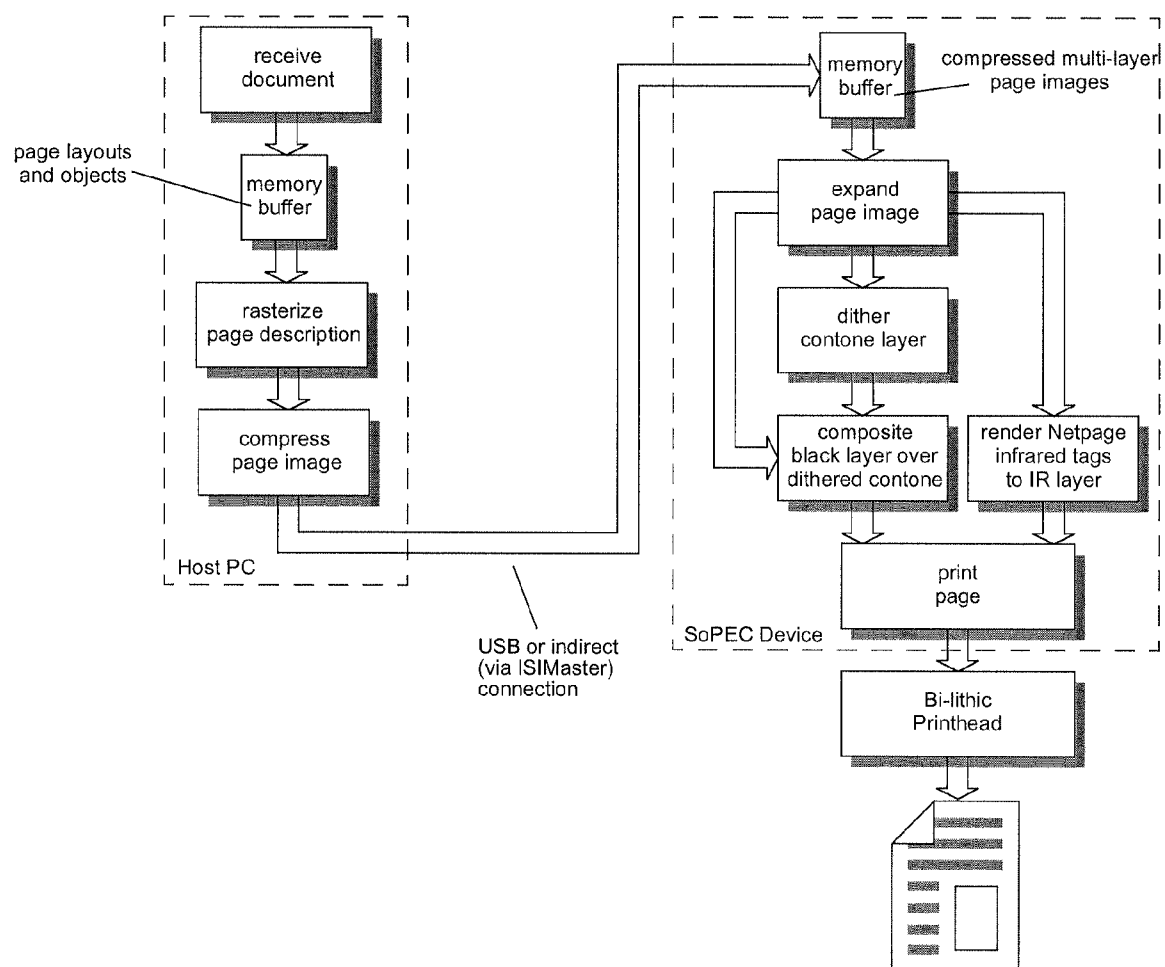 receive
document
page layouts
and objects
memory
buffer
rasterize
page description
compress
page image
Host PC
USB or indirect
(via ISIMaster)
connection
memory
buffer
compressed multi-layer
page images
expand
page image
dither
contone layer
composite
black layer over
dithered contone
render Netpage
infrared tags
to IR layer
print
page
SoPEC Device
Bi-lithic
Printhead